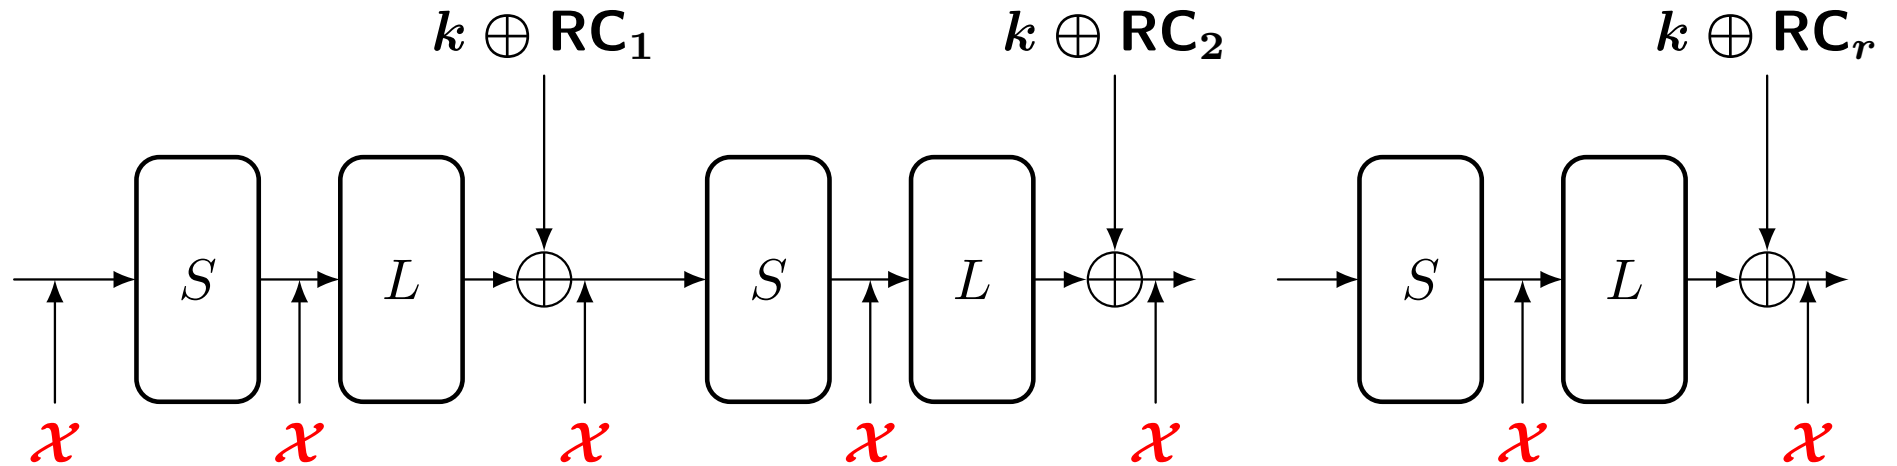 k ⊕ RC₁ k ⊕ RC₂ k ⊕ RCᵣ
S L S L S L
𝒳 𝒳 𝒳 𝒳 𝒳 𝒳 𝒳